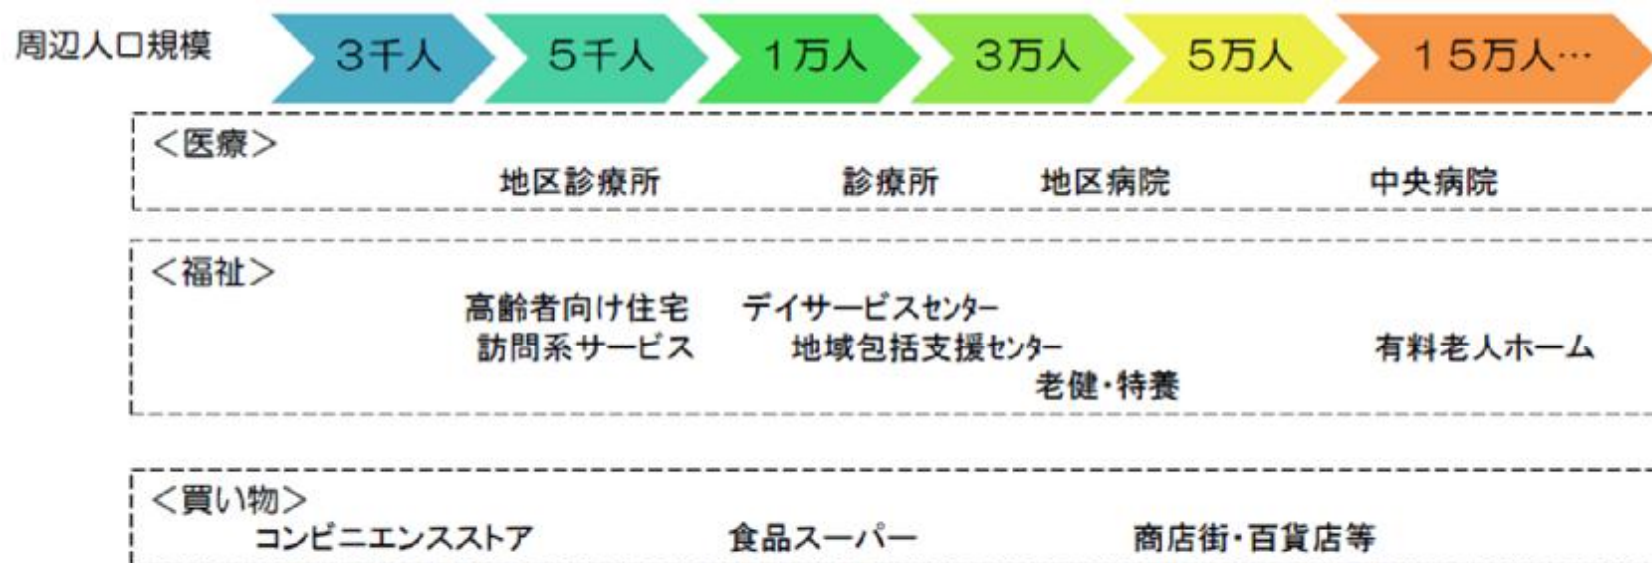 周辺人口規模 3千人 5千人 1万人 3万人 5万人 15万人…
＜医療＞
地区診療所 診療所 地区病院 中央病院
＜福祉＞
高齢者向け住宅 デイサービスセンター
訪問系サービス 地域包括支援センター 有料老人ホーム
老健・特養
＜買い物＞
コンビニエンスストア 食品スーパー 商店街・百貨店等